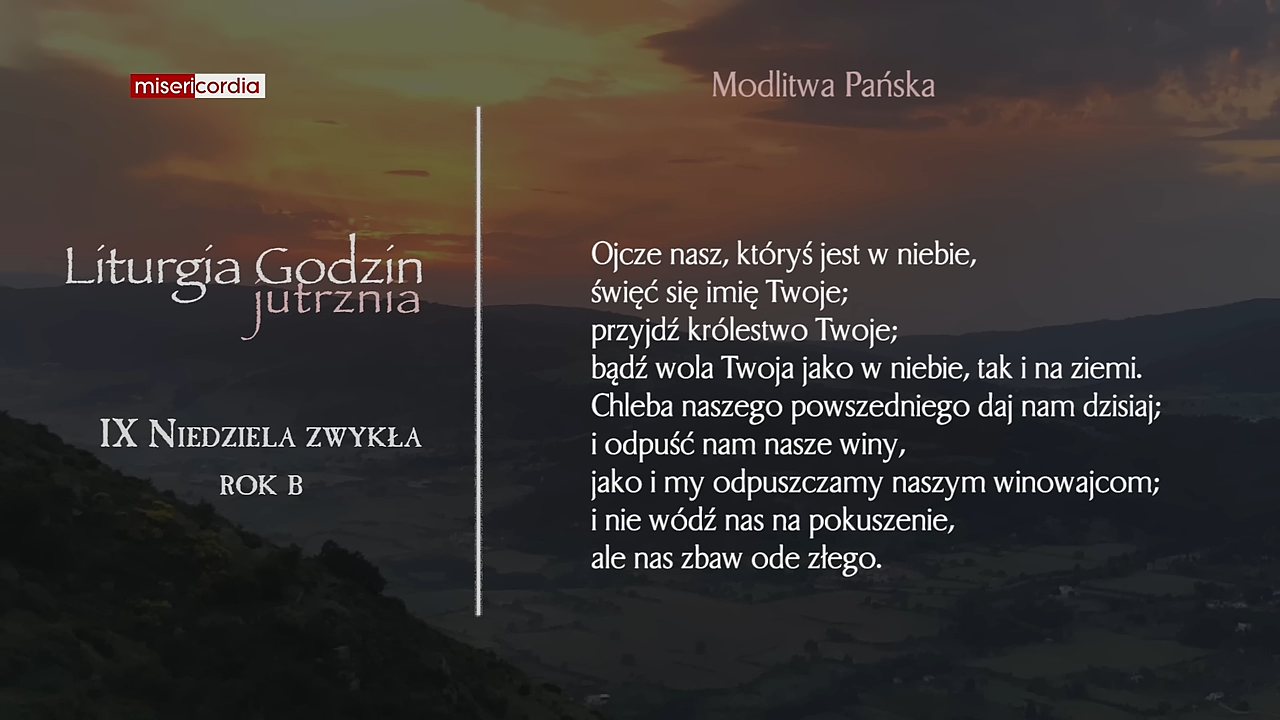 misericordia
Liturgia Godzin
jutrznia
IX Niedziela zwykła
rok B
Modlitwa Pańska
Ojcze nasz, któryś jest w niebie,
święć się imię Twoje;
przyjdź królestwo Twoje;
bądź wola Twoja jako w niebie, tak i na ziemi.
Chleba naszego powszedniego daj nam dzisiaj;
i odpuść nam nasze winy,
jako i my odpuszczamy naszym winowajcom;
i nie wódź nas na pokuszenie,
ale nas zbaw ode złego.